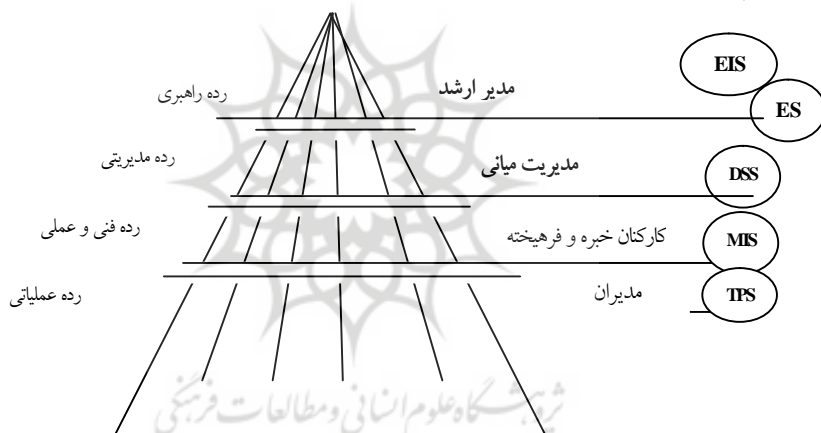 EIS
رده راهبری
مدیر ارشد
ES
رده مدیریتی
مدیریت میانی
DSS
رده فنی و عملی
کارکنان خبره و فرهیخته
MIS
رده عملیاتی
مدیران
TPS
پژوهشگاه علوم انسانی و مطالعات فرهنگی